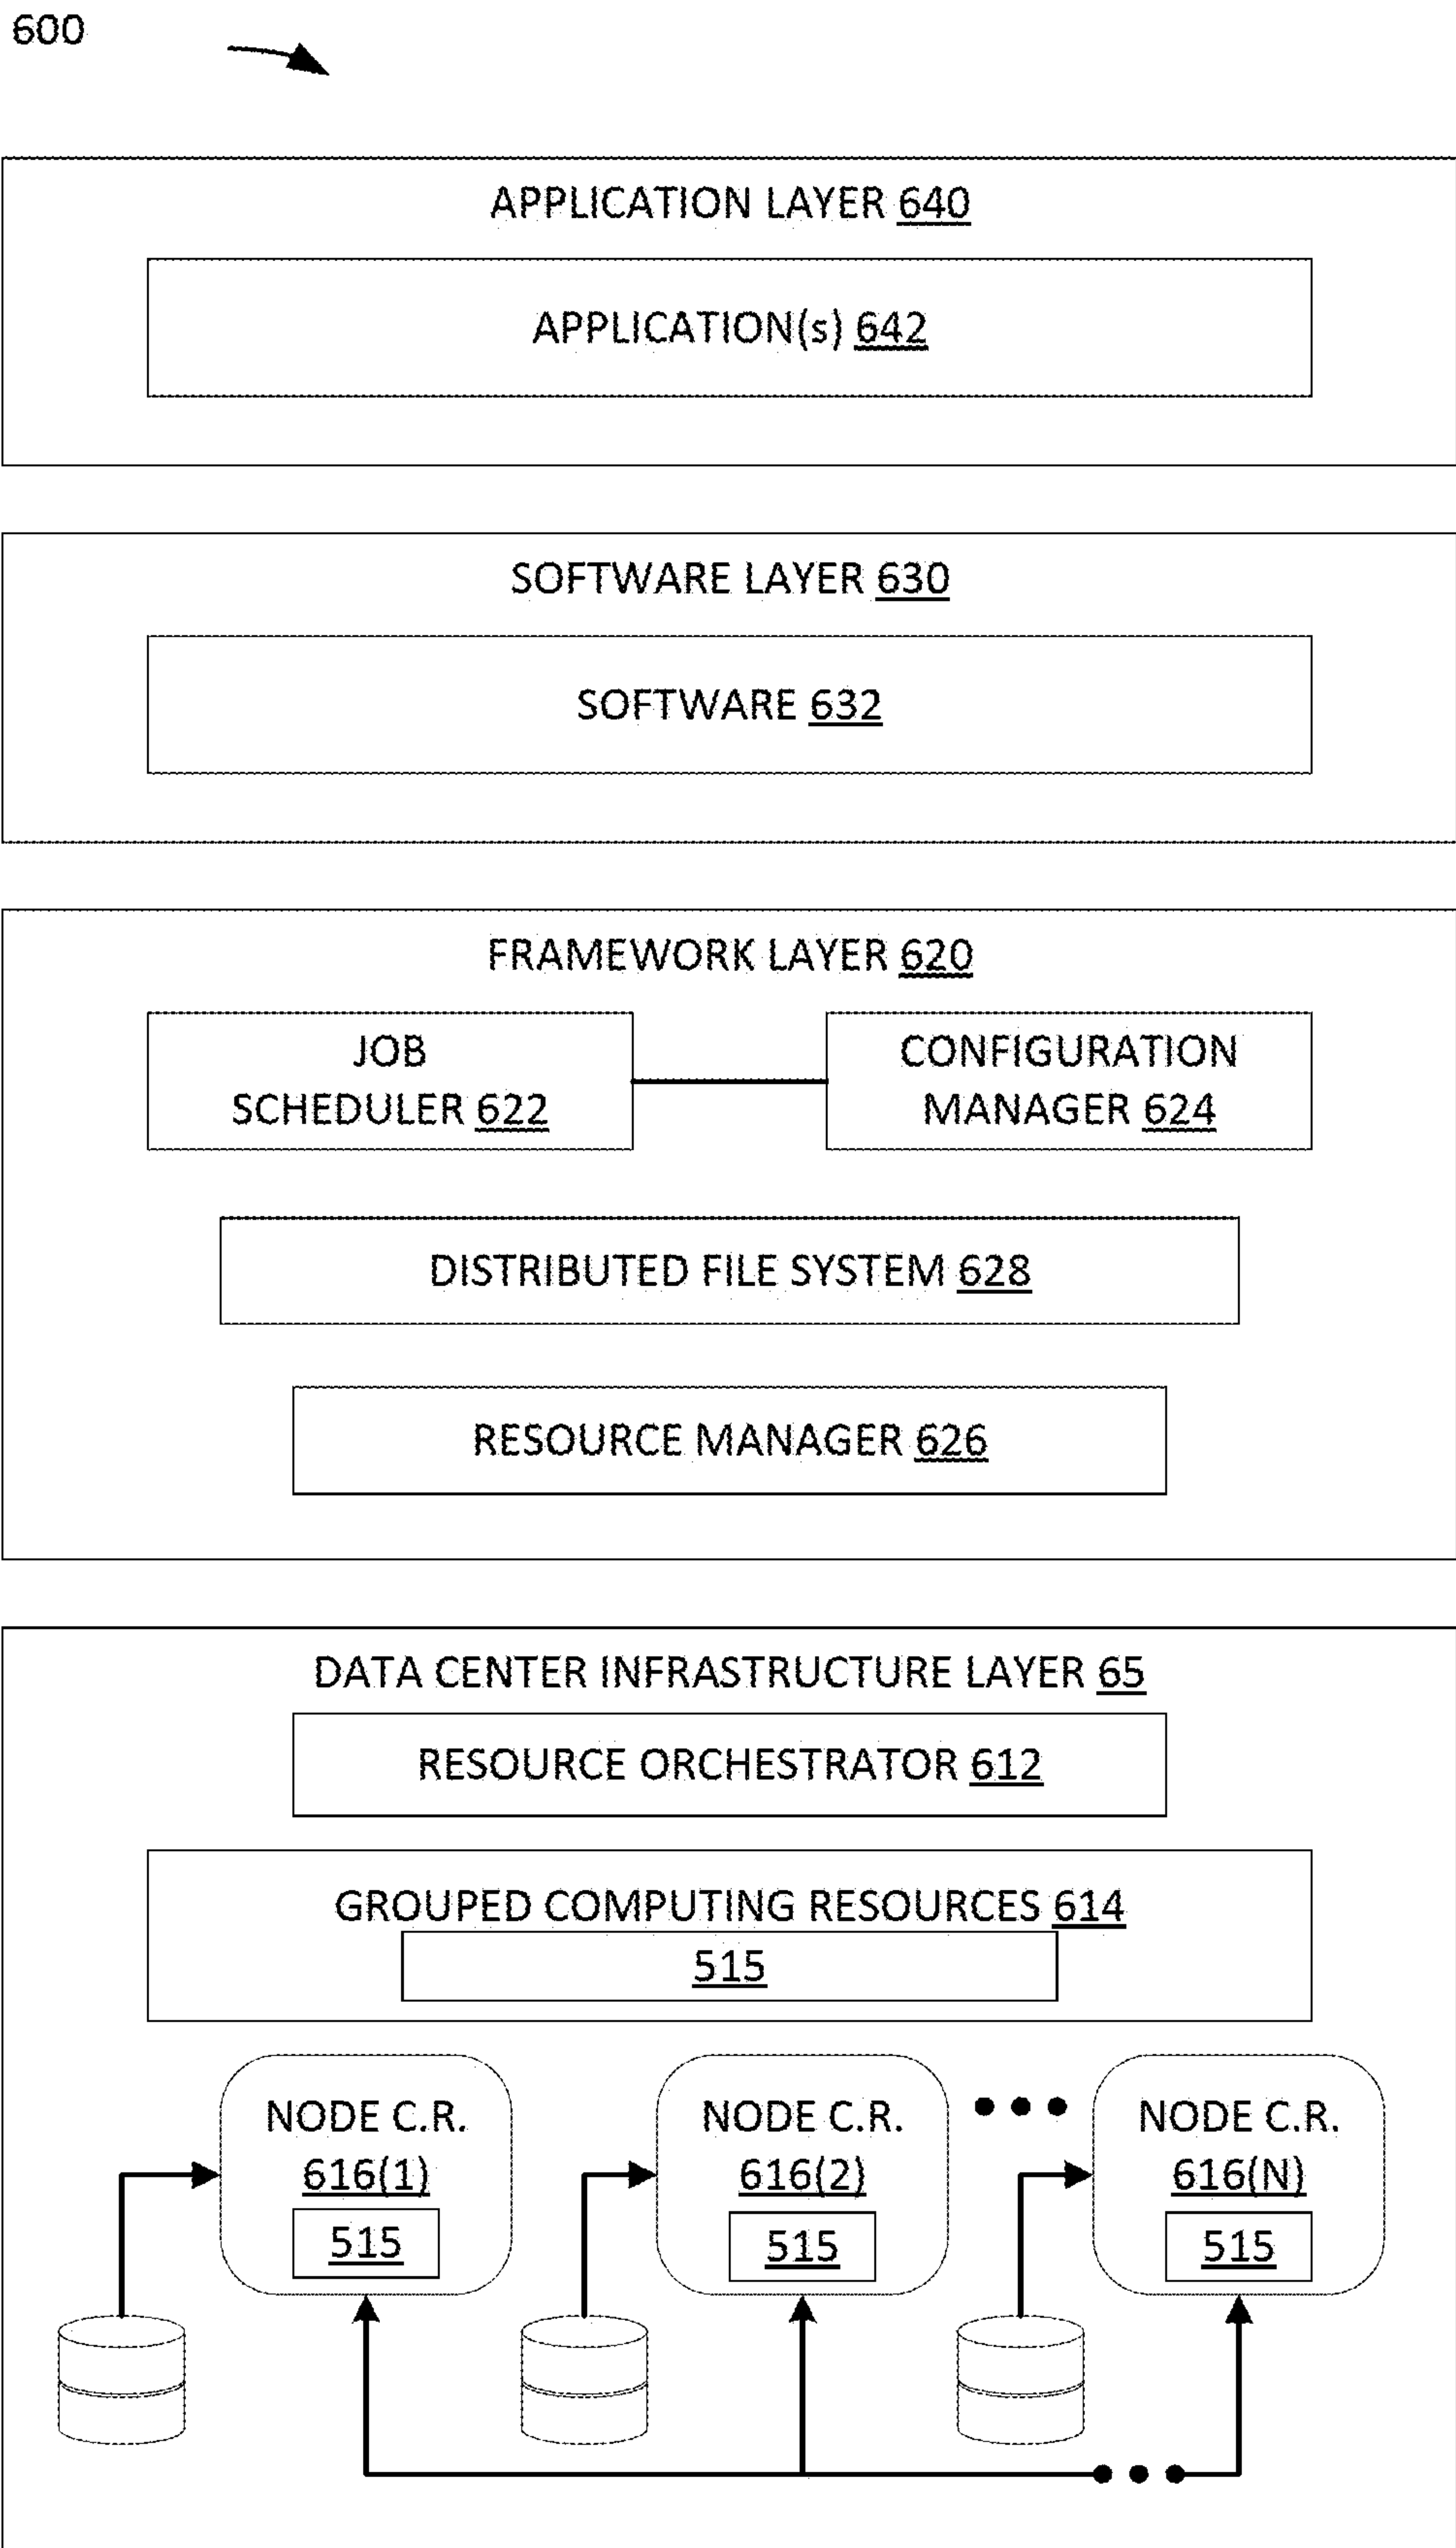 600
APPLICATION LAYER 640
APPLICATION(s) 642
SOFTWARE LAYER 630
SOFTWARE 632
FRAMEWORK LAYER 620
JOB
SCHEDULER 622
CONFIGURATION
MANAGER 624
DISTRIBUTED FILE SYSTEM 628
RESOURCE MANAGER 626
DATA CENTER INFRASTRUCTURE LAYER 65
RESOURCE ORCHESTRATOR 612
GROUPED COMPUTING RESOURCES 614
515
NODE C.R.
616(1)
515
NODE C.R.
616(2)
515
NODE C.R.
616(N)
515